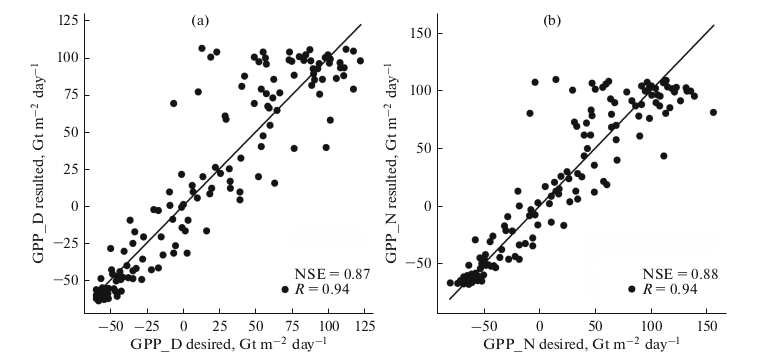 (a)
125
100
75
50
25
0
−25
−50
GPP_D resulted, Gt m−2 day−1
NSE = 0.87
R = 0.94
−50 −25 0 25 50 75 100 125
GPP_D desired, Gt m−2 day−1
(b)
150
100
50
0
−50
GPP_N resulted, Gt m−2 day−1
NSE = 0.88
R = 0.94
−50 0 50 100 150
GPP_N desired, Gt m−2 day−1